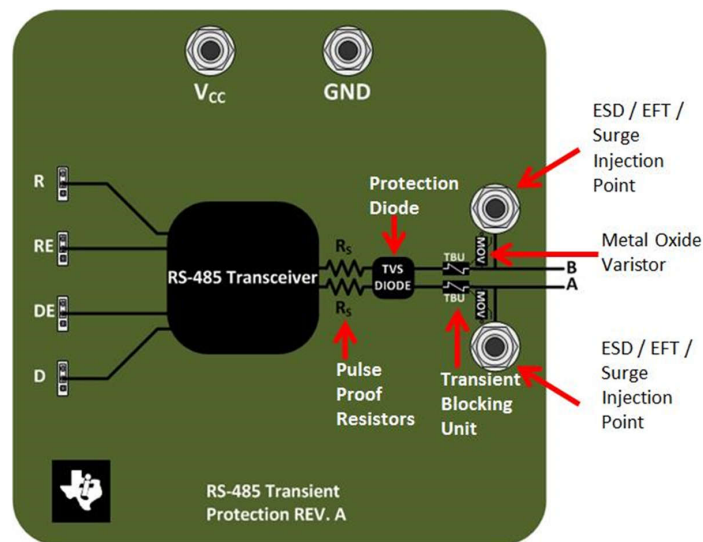 VCC
GND
ESD / EFT /
Surge
Injection
Point
R
Protection
Diode
RE
RS
TBU
MOV
Metal Oxide
Varistor
RS-485 Transceiver
TVS
DIODE
B
A
DE
RS
TBU
MOV
D
Pulse
Proof
Resistors
Transient
Blocking
Unit
ESD / EFT /
Surge
Injection
Point
RS-485 Transient
Protection REV. A